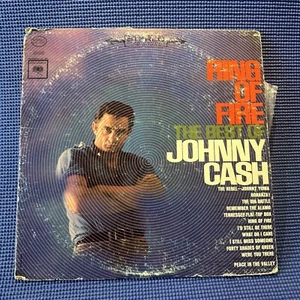 RING
OF
FIRE
THE BEST OF
JOHNNY
CASH
THE REBEL—JOHNNY YUMA
BONANZA!
THE BIG BATTLE
REMEMBER THE ALAMO
TENNESSEE FLAT-TOP BOX
RING OF FIRE
I'D STILL BE THERE
WHAT DO I CARE
I STILL MISS SOMEONE
FORTY SHADES OF GREEN
WERE YOU THERE
PEACE IN THE VALLEY